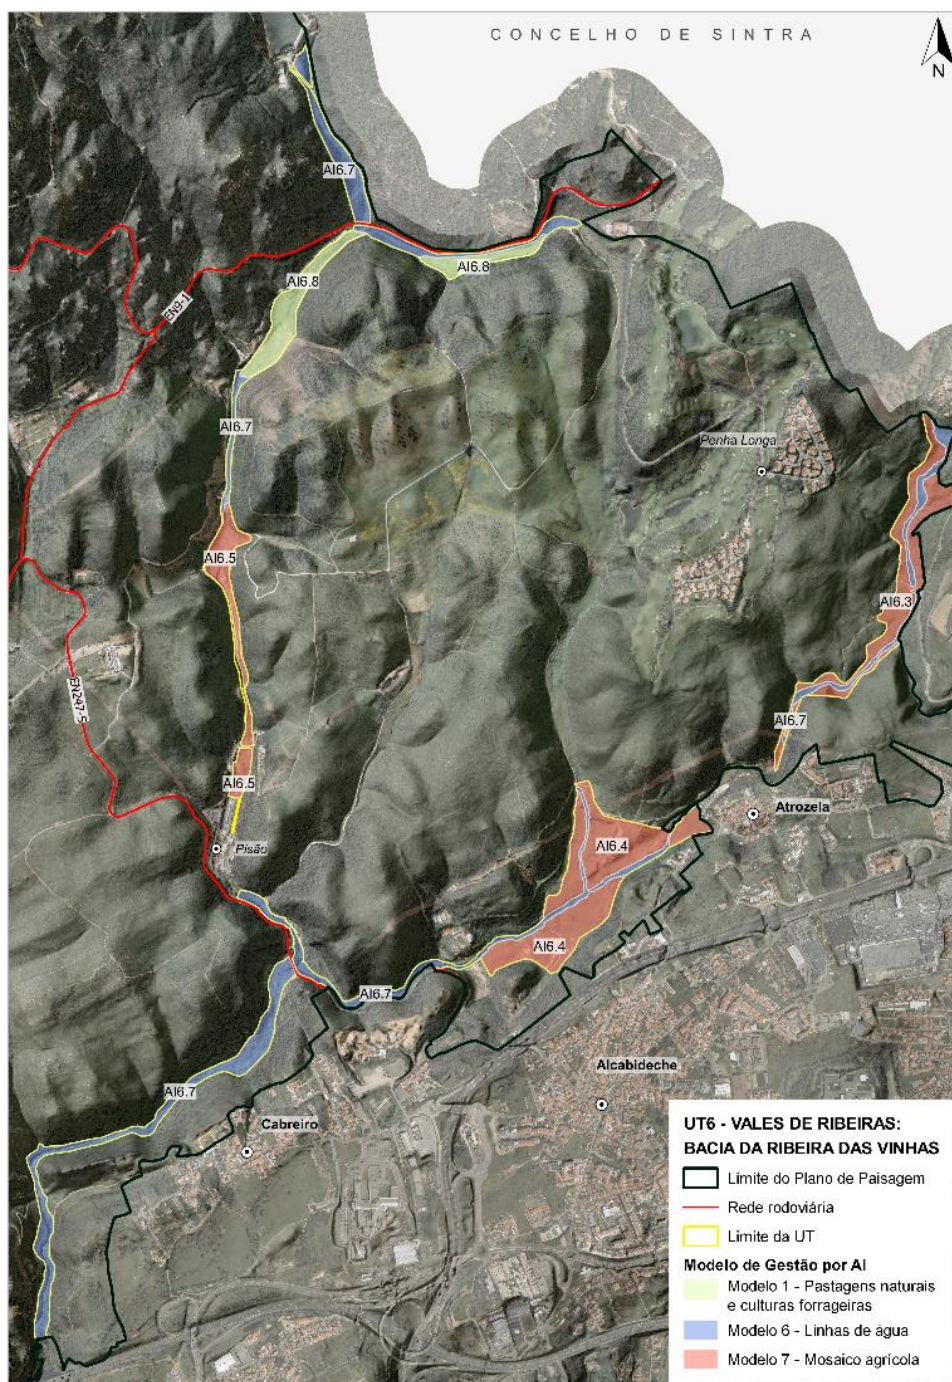 CONCELHO DE SINTRA
N
AI6.7
AI6.8
AI6.8
EN9-1
AI6.7
Penha Longa
AI6.5
AI6.3
EN247-5
AI6.7
AI6.5
Atrozela
Pisão
AI6.4
AI6.4
AI6.7
AI6.7
Alcabideche
Cabreiro
UT6 - VALES DE RIBEIRAS:
BACIA DA RIBEIRA DAS VINHAS
Limite do Plano de Paisagem
Rede rodoviária
Limite da UT
Modelo de Gestão por AI
Modelo 1 - Pastagens naturais
e culturas forrageiras
Modelo 6 - Linhas de água
Modelo 7 - Mosaico agrícola